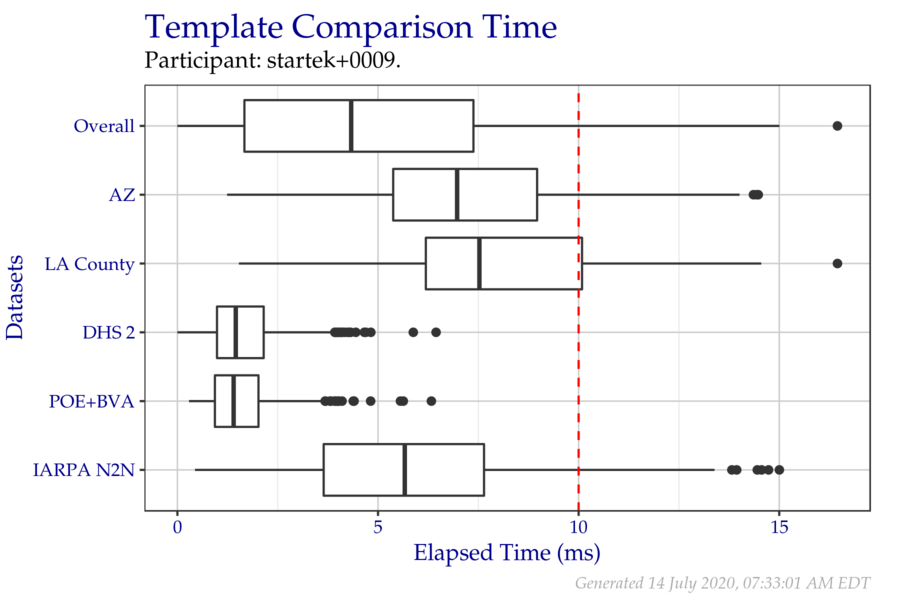 Template Comparison Time
Participant: startek+0009.
Datasets
Overall
AZ
LA County
DHS 2
POE+BVA
IARPA N2N
0 5 10 15
Elapsed Time (ms)
Generated 14 July 2020, 07:33:01 AM EDT